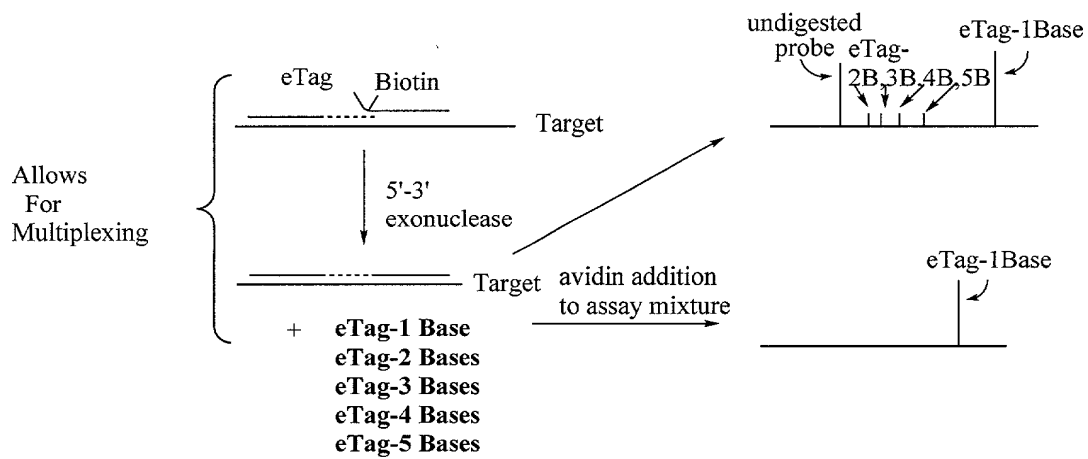 Allows
For
Multiplexing
eTag
Biotin
Target
5'-3'
exonuclease
Target
+ eTag-1 Base
eTag-2 Bases
eTag-3 Bases
eTag-4 Bases
eTag-5 Bases
avidin addition
to assay mixture
undigested
probe
eTag-
2B,3B,4B,5B
eTag-1Base
eTag-1Base